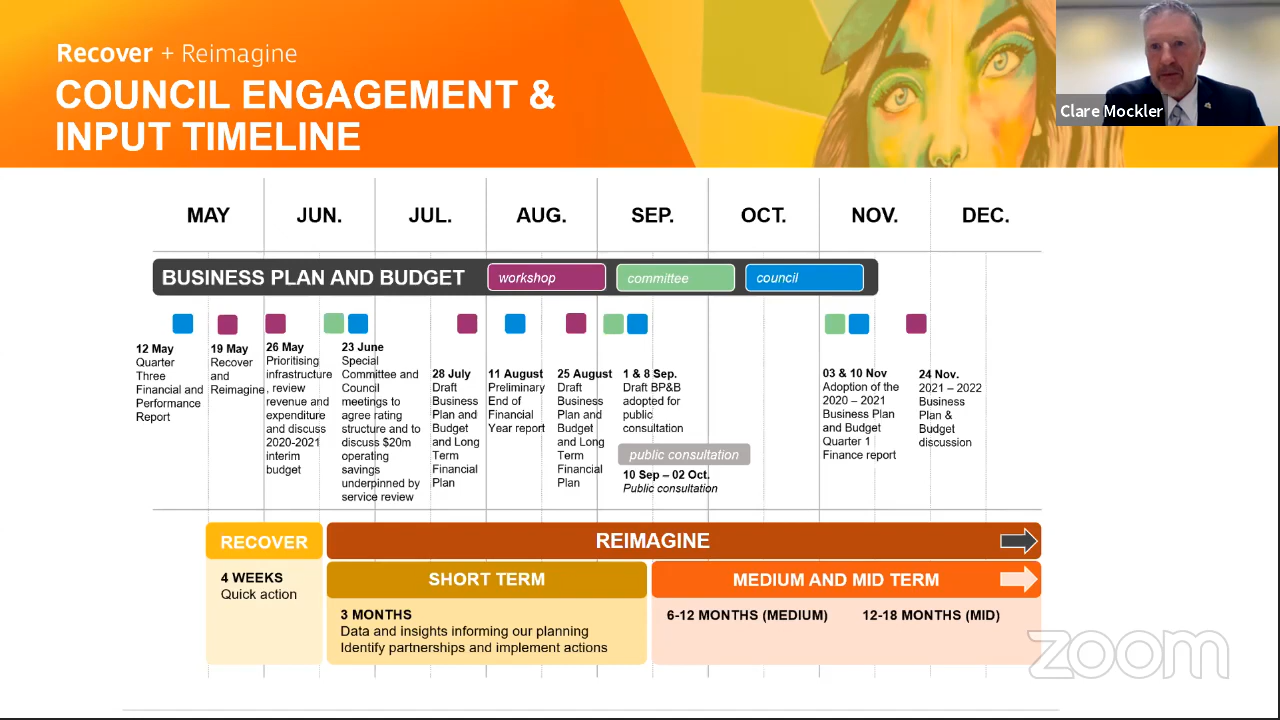 Recover + Reimagine
COUNCIL ENGAGEMENT &
INPUT TIMELINE
Clare Mockler
MAY
JUN.
JUL.
AUG.
SEP.
OCT.
NOV.
DEC.
BUSINESS PLAN AND BUDGET
workshop
committee
council
12 May
Quarter
Three
Financial and
Performance
Report
19 May
Recover
and
Reimagine
26 May
Prioritising
infrastructure
, review
revenue and
expenditure
and discuss
2020-2021
interim
budget
23 June
Special
Committee and
Council
meetings to
agree rating
structure and to
discuss $20m
operating
savings
underpinned by
service review
28 July
Draft
Business
Plan and
Budget
and Long
Term
Financial
Plan
11 August
Preliminary
End of
Financial
Year report
25 August
Draft
Business
Plan and
Budget
and Long
Term
Financial
Plan
1 & 8 Sep.
Draft BP&B
adopted for
public
consultation
public consultation
10 Sep – 02 Oct.
Public consultation
03 & 10 Nov
Adoption of the
2020 – 2021
Business Plan
and Budget
Quarter 1
Finance report
24 Nov.
2021 – 2022
Business
Plan &
Budget
discussion
RECOVER
REIMAGINE
4 WEEKS
Quick action
SHORT TERM
3 MONTHS
Data and insights informing our planning
Identify partnerships and implement actions
MEDIUM AND MID TERM
6-12 MONTHS (MEDIUM)
12-18 MONTHS (MID)
zoom